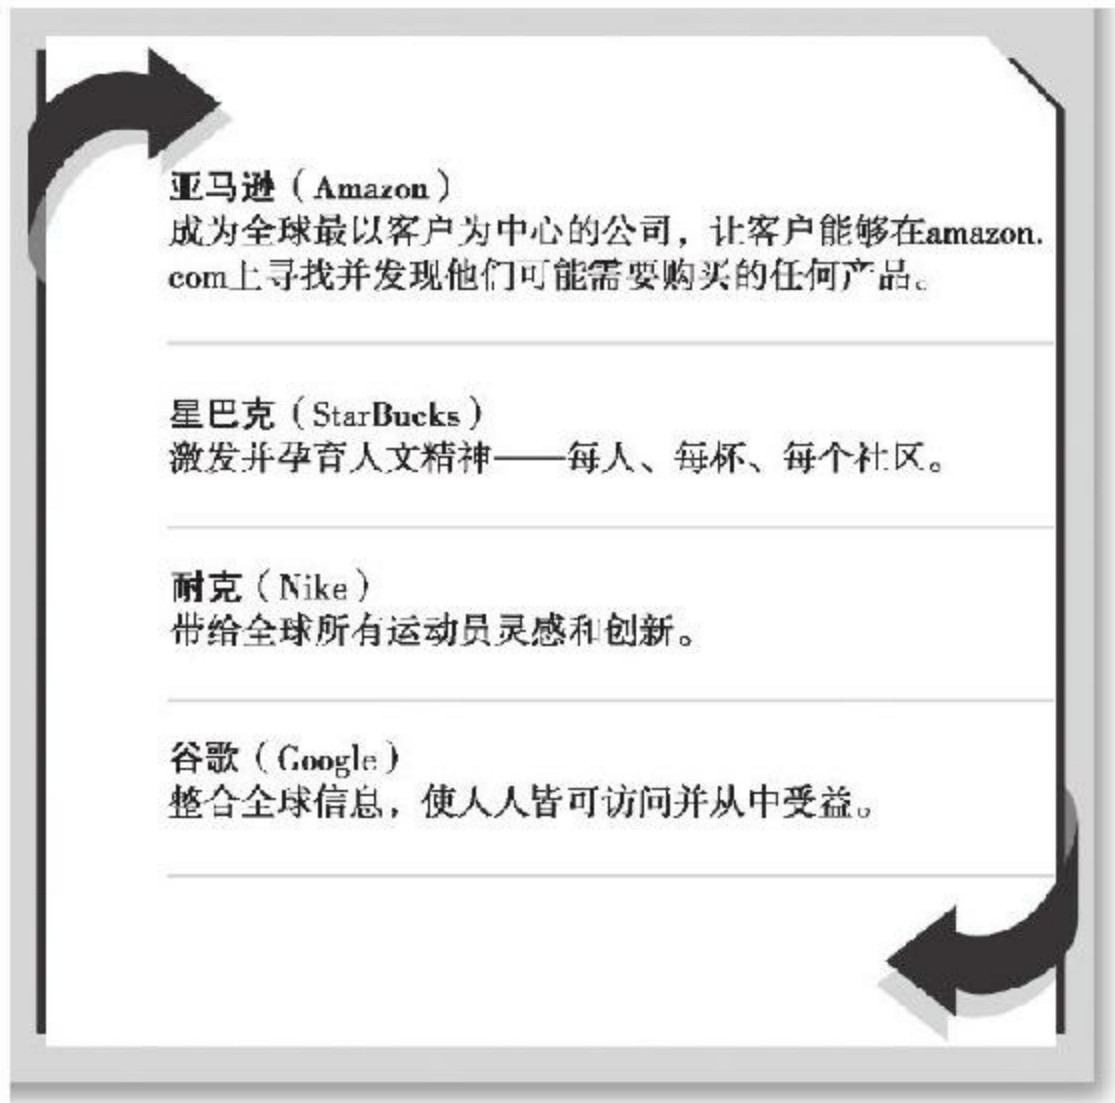 亚马逊（Amazon）
成为全球最以客户为中心的公司，让客户能够在amazon.
com上寻找并发现他们可能需要购买的任何产品。
星巴克（StarBucks）
激发并孕育人文精神——每人、每杯、每个社区。
耐克（Nike）
带给全球所有运动员灵感和创新。
谷歌（Google）
整合全球信息，使人人皆可访问并从中受益。